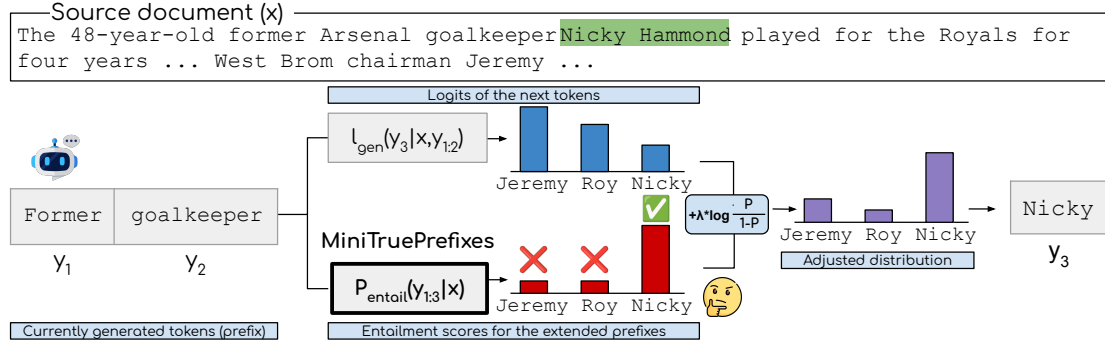 Source document (x)
The 48-year-old former Arsenal goalkeeper Nicky Hammond played for the Royals for
four years ... West Brom chairman Jeremy ...
Logits of the next tokens
l_gen(y_3|x,y_1:2)
Jeremy Roy Nicky
Former goalkeeper
y_1 y_2
MiniTruePrefixes
P_entail(y_1:3|x)
Jeremy Roy Nicky
+λ*log P/1-P
Jeremy Roy Nicky
Adjusted distribution
Nicky
y_3
Currently generated tokens (prefix)
Entailment scores for the extended prefixes